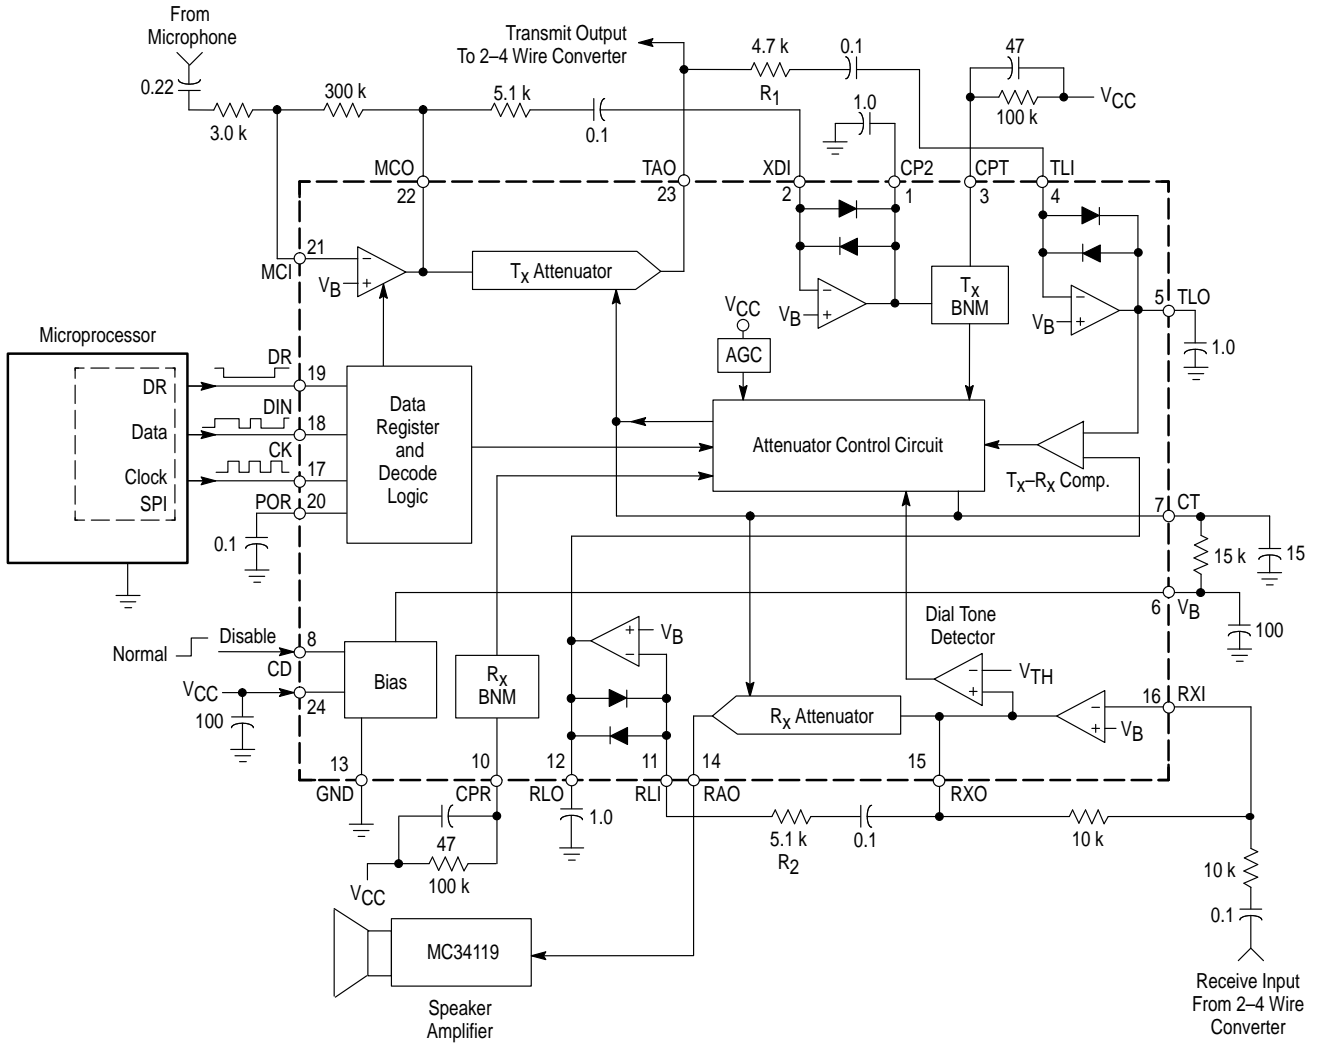 From
Microphone
0.22
3.0 k
300 k
5.1 k
0.1
Transmit Output
To 2–4 Wire Converter
4.7 k
R1
0.1
1.0
47
100 k
VCC
MCO
22
TAO
23
XDI
2
CP2
1
CPT
3
TLI
4
21
MCI
VB
–
+
Tx Attenuator
VB
–
+
Tx
BNM
VB
–
+
5
TLO
1.0
VCC
AGC
Microprocessor
DR
Data
Clock
SPI
DR
19
DIN
18
CK
17
POR
20
0.1
Data
Register
and
Decode
Logic
Attenuator Control Circuit
Tx–Rx Comp.
7
CT
15 k
15
6
VB
100
Normal
Disable
8
CD
VCC
24
100
Bias
Rx
BNM
+
–
VB
Dial Tone
Detector
–
+
VTH
Rx Attenuator
–
+
VB
16
RXI
13
GND
10
CPR
12
RLO
11
RLI
14
RAO
15
RXO
47
100 k
VCC
1.0
5.1 k
R2
0.1
10 k
10 k
0.1
MC34119
Speaker
Amplifier
Receive Input
From 2–4 Wire
Converter